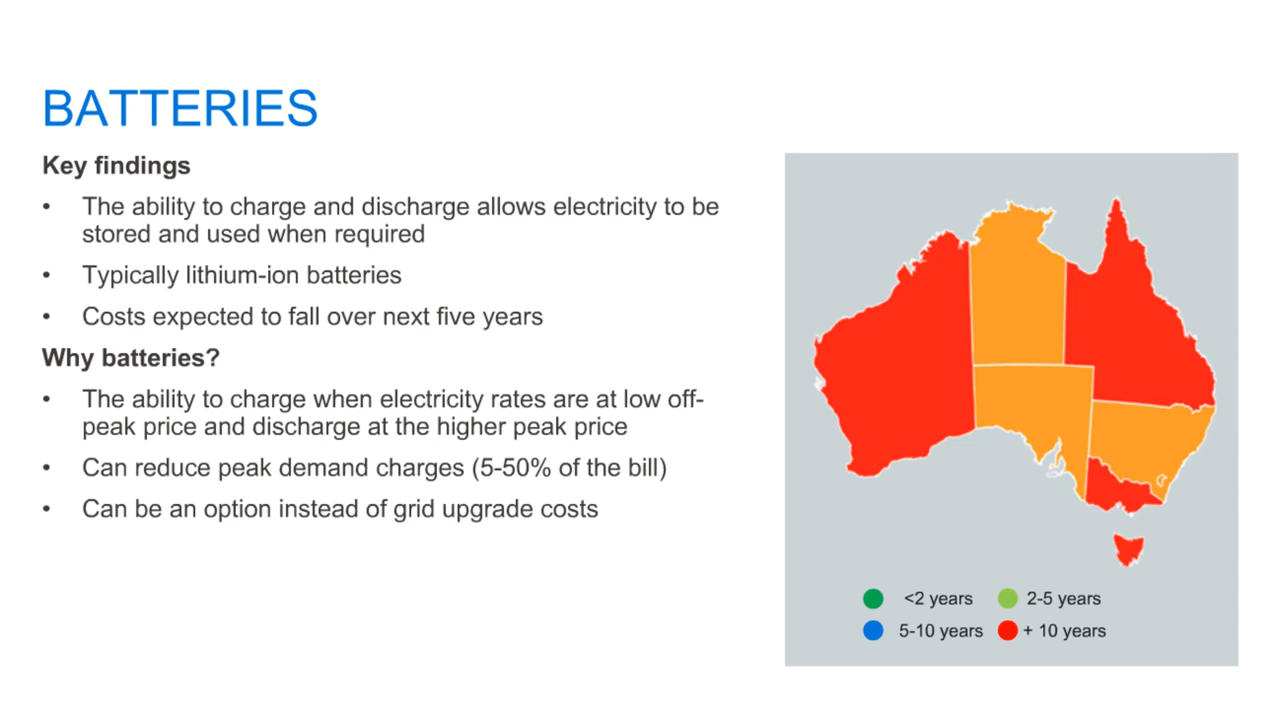 BATTERIES
Key findings
• The ability to charge and discharge allows electricity to be
stored and used when required
• Typically lithium-ion batteries
• Costs expected to fall over next five years
Why batteries?
• The ability to charge when electricity rates are at low off-
peak price and discharge at the higher peak price
• Can reduce peak demand charges (5-50% of the bill)
• Can be an option instead of grid upgrade costs
<2 years 2-5 years
5-10 years + 10 years